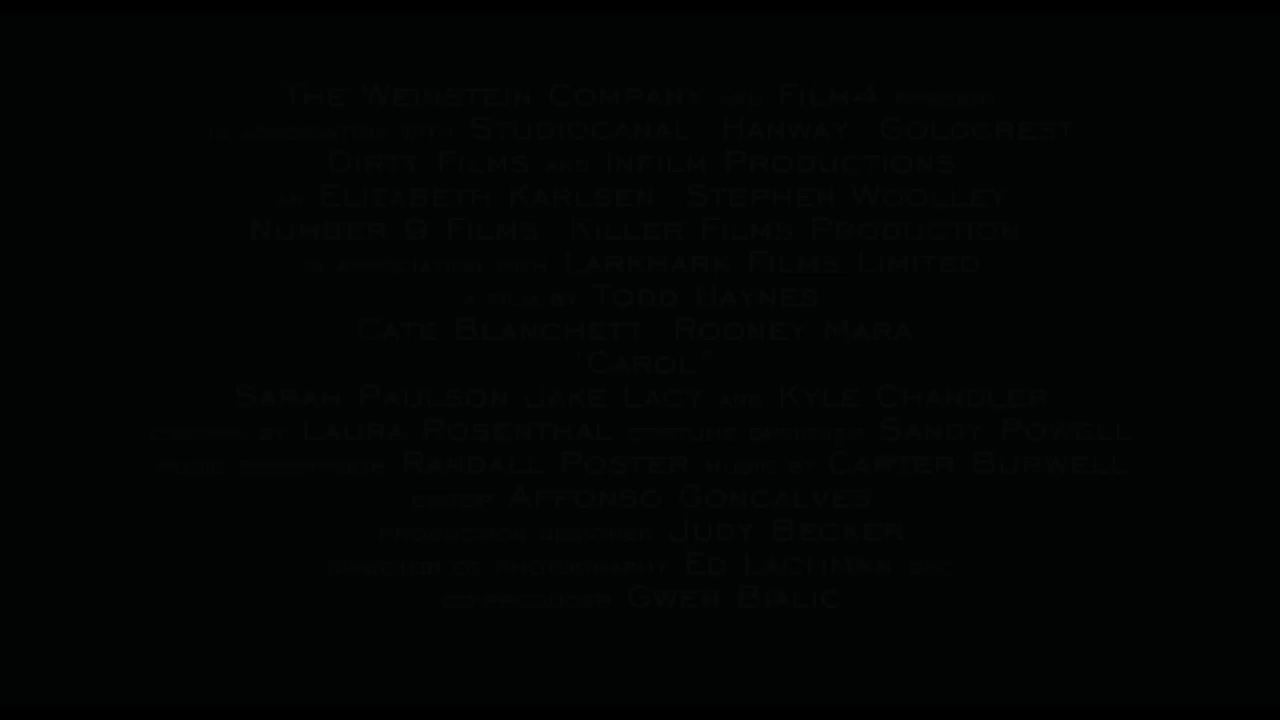 The Weinstein Company and Film4 present
in association with StudioCanal Hanway Goldcrest
Dirty Films and InFilm Productions
an Elizabeth Karlsen Stephen Woolley
Number 9 Films Killer Films Production
in association with Larkhark Films Limited
a film by Todd Haynes
Cate Blanchett Rooney Mara
"Carol"
Sarah Paulson Jake Lacy and Kyle Chandler
casting by Laura Rosenthal costume designer Sandy Powell
music supervisor Randall Poster music by Carter Burwell
editor Affonso Goncalves
production designer Judy Becker
director of photography Ed Lachman ASC
co-producer Gwen Bialic